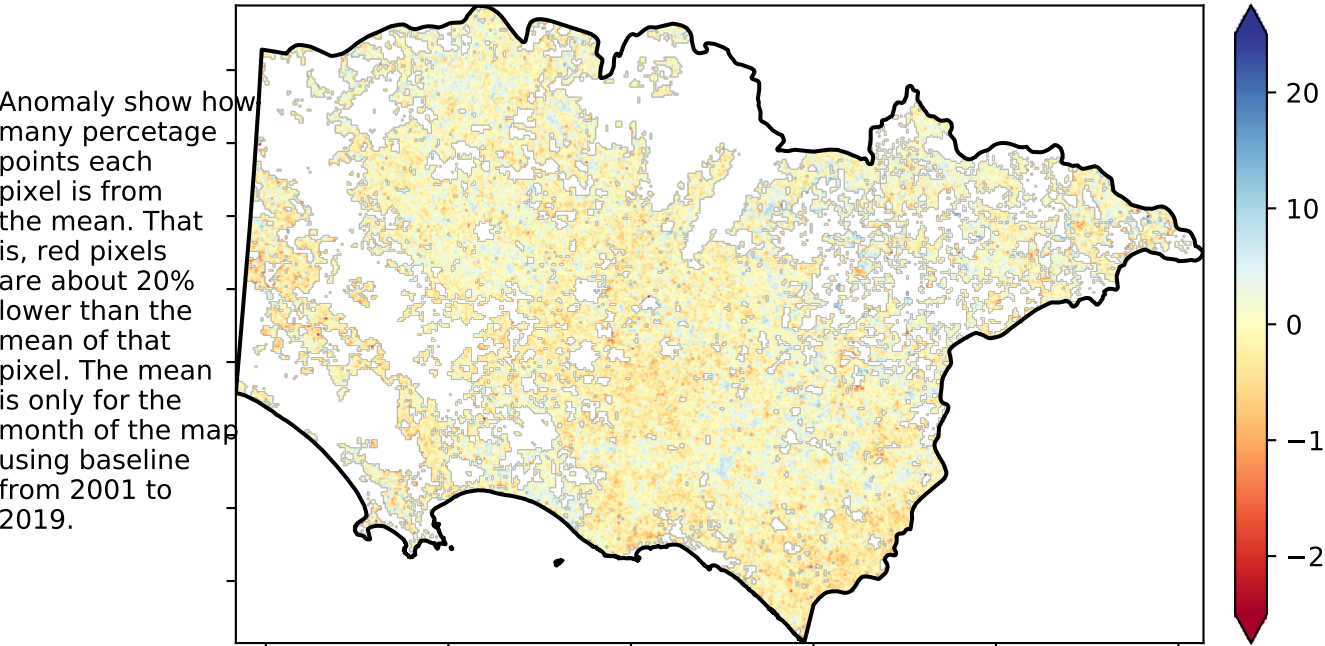 Anomaly show how
many percetage
points each
pixel is from
the mean. That
is, red pixels
are about 20%
lower than the
mean of that
pixel. The mean
is only for the
month of the map
using baseline
from 2001 to
2019.
20
10
0
−1
−2